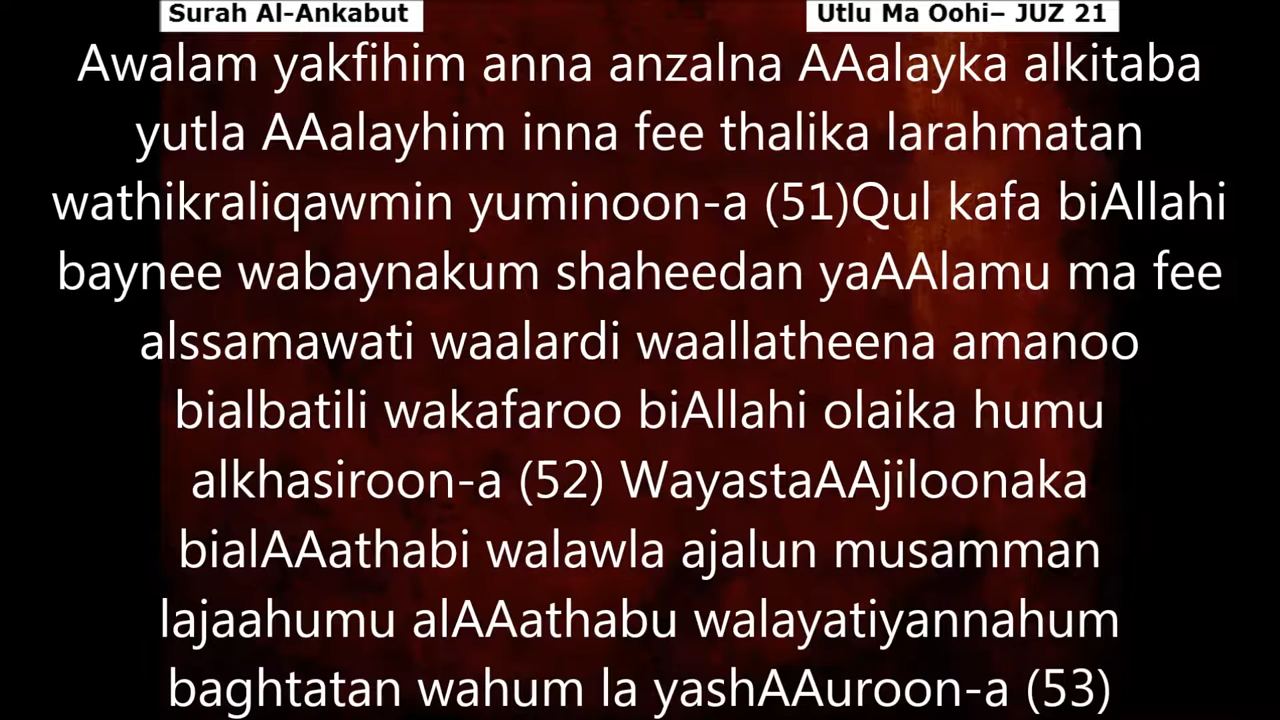 Surah Al-Ankabut
Utlu Ma Oohi– JUZ 21
Awalam yakfihim anna anzalna AAalayka alkitaba
yutla AAalayhim inna fee thalika larahmatan
wathikraliqawmin yuminoon-a (51)Qul kafa biAllahi
baynee wabaynakum shaheedan yaAAlamu ma fee
alssamawati waalardi waallatheena amanoo
bialbatili wakafaroo biAllahi olaika humu
alkhasiroon-a (52) WayastaAAjiloonaka
bialAAathabi walawla ajalun musamman
lajaahumu alAAathabu walayatiyannahum
baghtatan wahum la yashAAuroon-a (53)